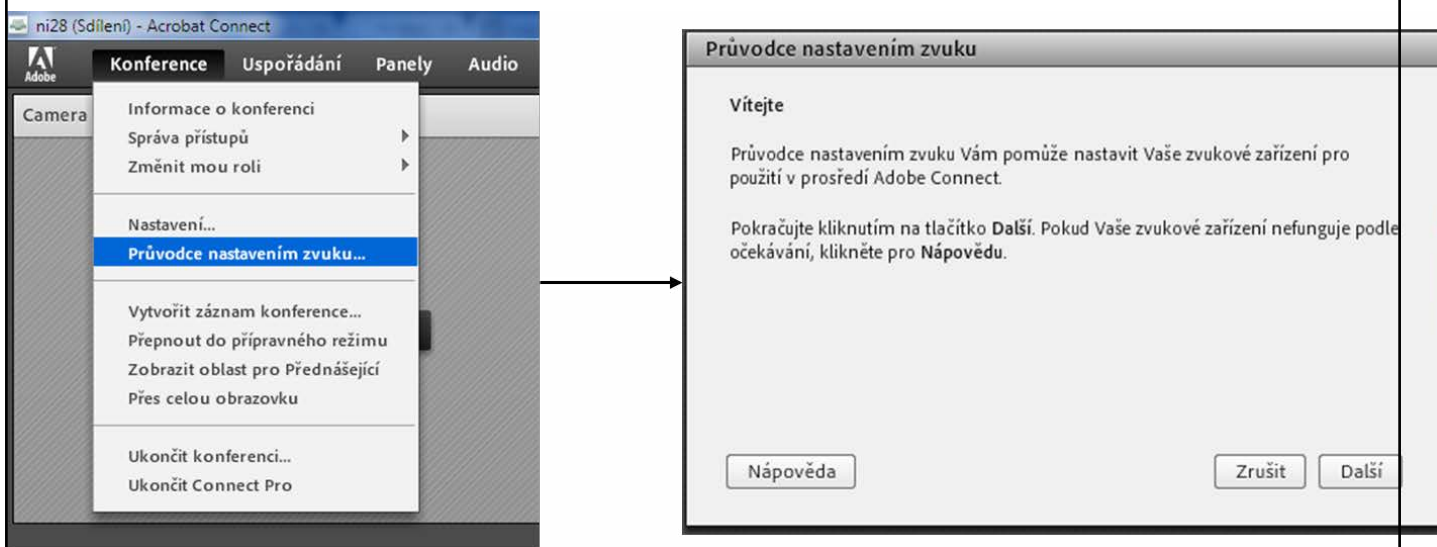 ni28 (Sdílení) - Acrobat Connect
Adobe
Konference Uspořádání Panely Audio
Camera
Informace o konferenci
Správa přístupů
Změnit mou roli
Nastavení...
Průvodce nastavením zvuku...
Vytvořit záznam konference...
Přepnout do přípravného režimu
Zobrazit oblast pro Přednášející
Přes celou obrazovku
Ukončit konferenci...
Ukončit Connect Pro
Průvodce nastavením zvuku
Vítejte
Průvodce nastavením zvuku Vám pomůže nastavit Vaše zvukové zařízení pro
použití v prosředí Adobe Connect.
Pokračujte kliknutím na tlačítko Další. Pokud Vaše zvukové zařízení nefunguje podle
očekávání, klikněte pro Nápovědu.
Nápověda Zrušit Další